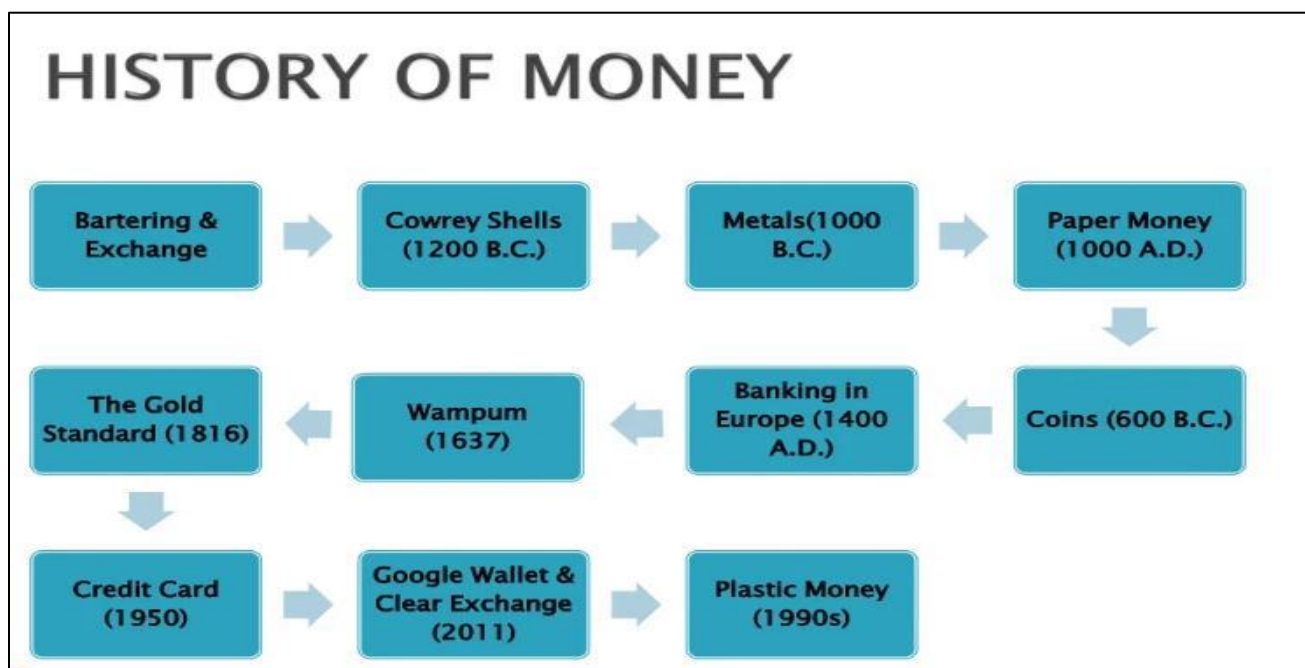 HISTORY OF MONEY
Bartering &
Exchange
Cowrey Shells
(1200 B.C.)
Metals(1000
B.C.)
Paper Money
(1000 A.D.)
Coins (600 B.C.)
Banking in
Europe (1400
A.D.)
Wampum
(1637)
The Gold
Standard (1816)
Credit Card
(1950)
Google Wallet &
Clear Exchange
(2011)
Plastic Money
(1990s)